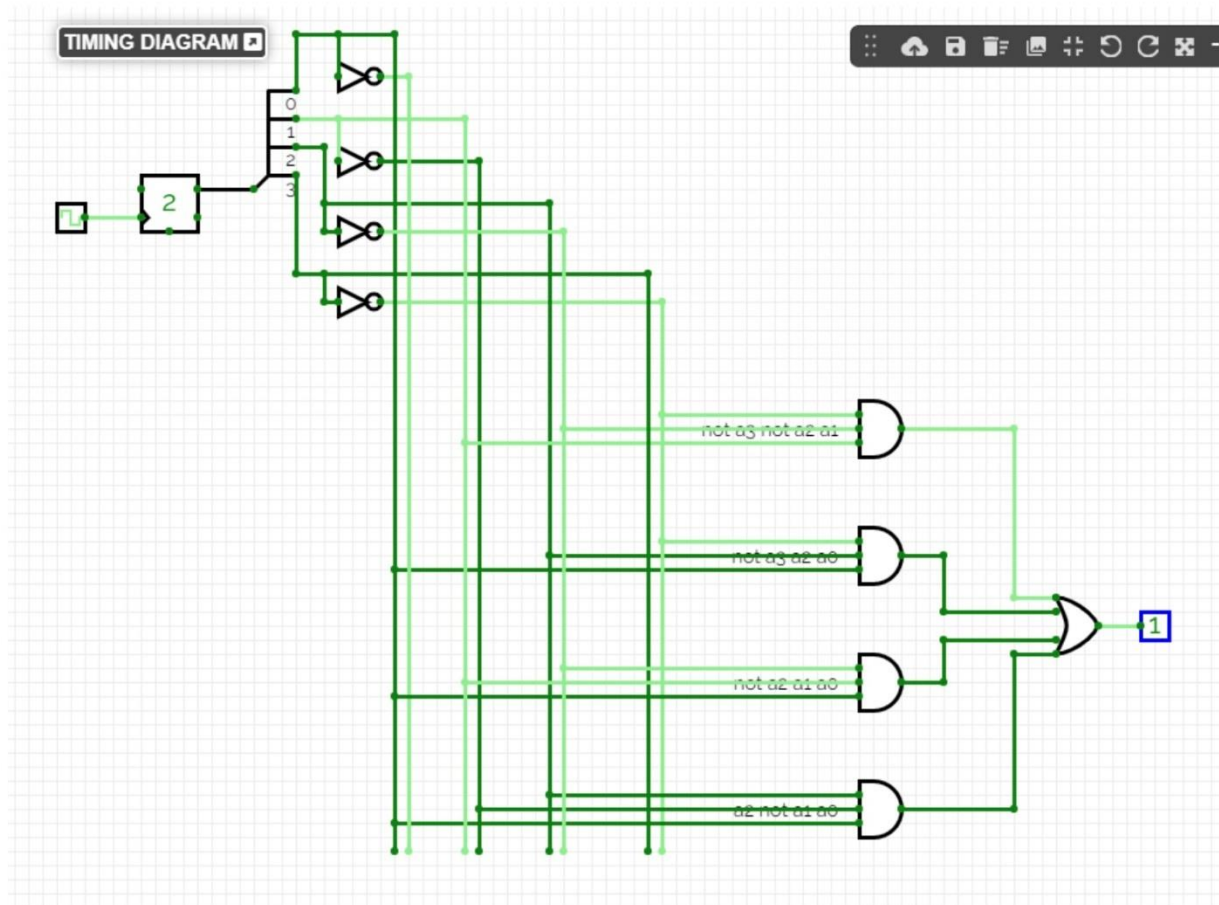 TIMING DIAGRAM
0
1
2
3
2
not a3 not a2 a1
not a3 a2 a0
not a2 a1 a0
a2 not a1 a0
1